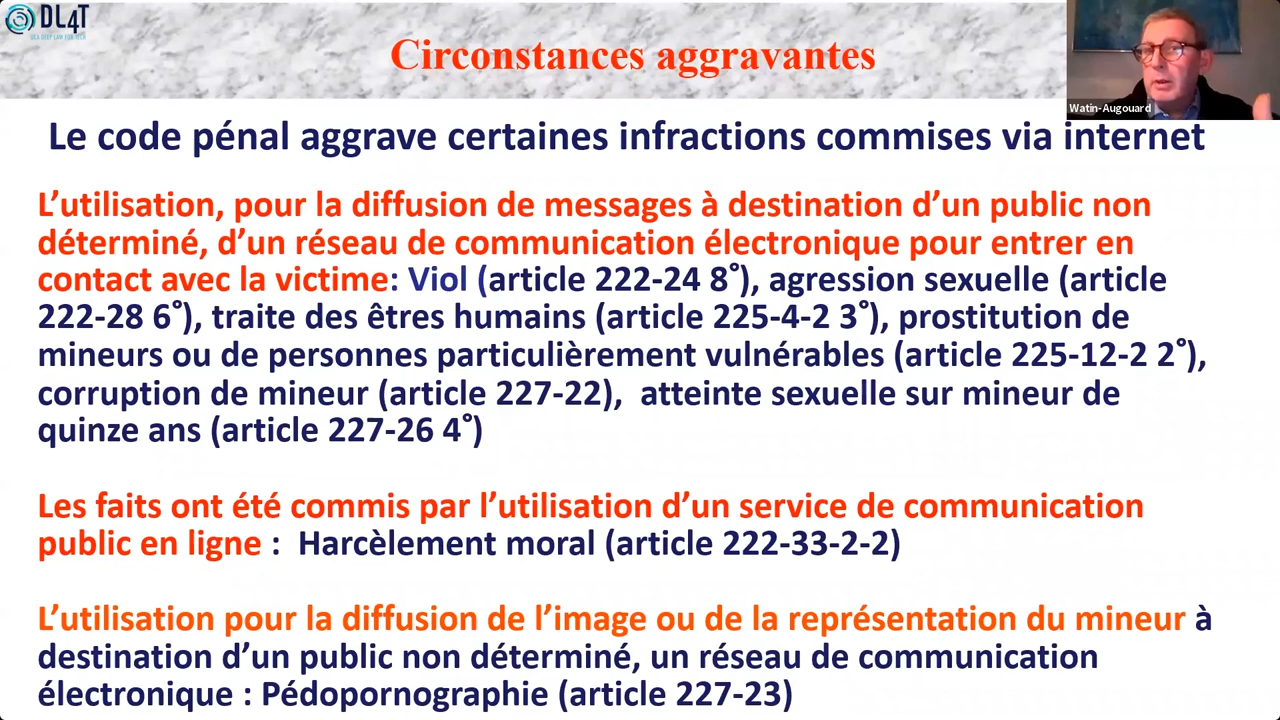 DL4T
UCA DEEP LAW FOR TECH
Circonstances aggravantes
Watin-Augouard
Le code pénal aggrave certaines infractions commises via internet
L’utilisation, pour la diffusion de messages à destination d’un public non
déterminé, d’un réseau de communication électronique pour entrer en
contact avec la victime: Viol (article 222-24 8°), agression sexuelle (article
222-28 6°), traite des êtres humains (article 225-4-2 3°), prostitution de
mineurs ou de personnes particulièrement vulnérables (article 225-12-2 2°),
corruption de mineur (article 227-22), atteinte sexuelle sur mineur de
quinze ans (article 227-26 4°)
Les faits ont été commis par l’utilisation d’un service de communication
public en ligne : Harcèlement moral (article 222-33-2-2)
L’utilisation pour la diffusion de l’image ou de la représentation du mineur à
destination d’un public non déterminé, un réseau de communication
électronique : Pédopornographie (article 227-23)